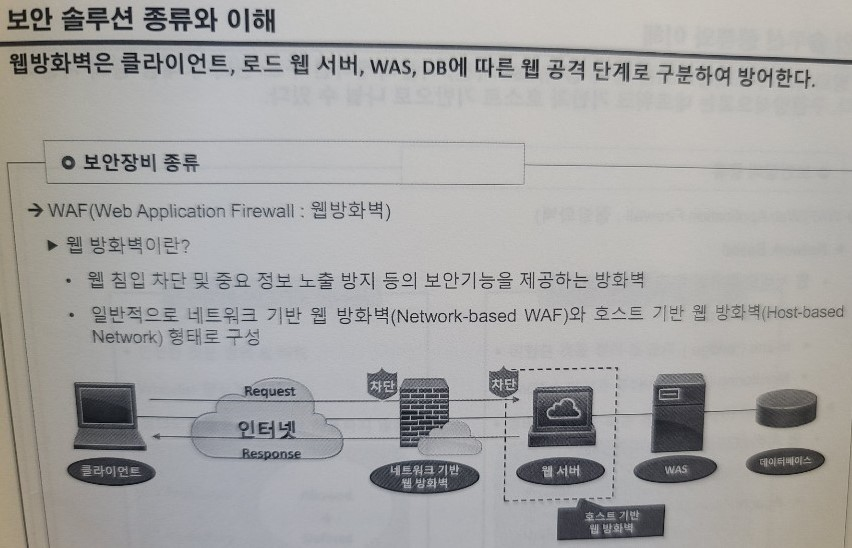 보안 솔루션 종류와 이해
웹방화벽은 클라이언트, 로드 웹 서버, WAS, DB에 따른 웹 공격 단계로 구분하여 방어한다.
보안장비 종류
→ WAF(Web Application Firewall : 웹방화벽)
▶ 웹 방화벽이란?
• 웹 침입 차단 및 중요 정보 노출 방지 등의 보안기능을 제공하는 방화벽
• 일반적으로 네트워크 기반 웹 방화벽(Network-based WAF)와 호스트 기반 웹 방화벽(Host-based
Network) 형태로 구성
Request
차단
차단
인터넷
Response
클라이언트
네트워크 기반
웹 방화벽
웹 서버
WAS
데이터베이스
호스트 기반
웹 방화벽